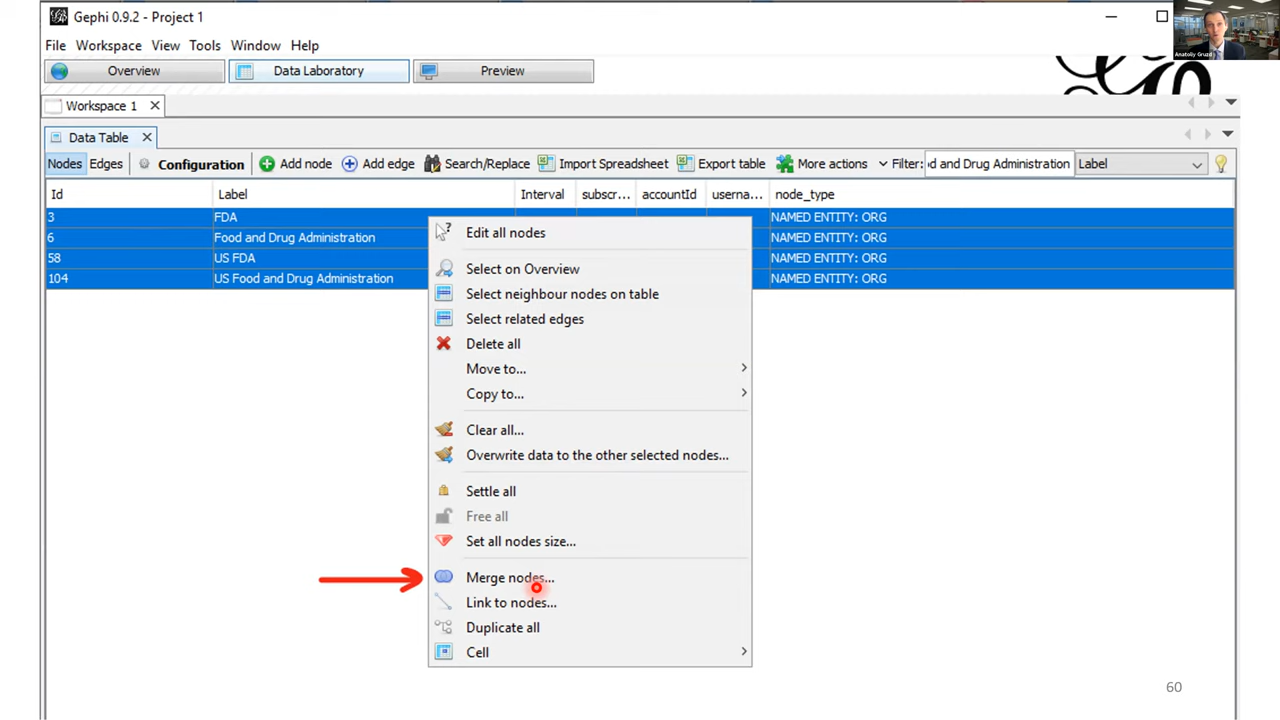 Gephi 0.9.2 - Project 1
Anatoliy Gruzd
File Workspace View Tools Window Help
Overview Data Laboratory Preview
Workspace 1
Data Table
Nodes Edges Configuration Add node Add edge Search/Replace Import Spreadsheet Export table More actions Filter: d and Drug Administration Label
Id Label Interval subscr... accountId userna... node_type
3 FDA NAMED ENTITY: ORG
6 Food and Drug Administration NAMED ENTITY: ORG
58 US FDA NAMED ENTITY: ORG
104 US Food and Drug Administration NAMED ENTITY: ORG
Edit all nodes
Select on Overview
Select neighbour nodes on table
Select related edges
Delete all
Move to...
Copy to...
Clear all...
Overwrite data to the other selected nodes...
Settle all
Free all
Set all nodes size...
Merge nodes...
Link to nodes...
Duplicate all
Cell
60